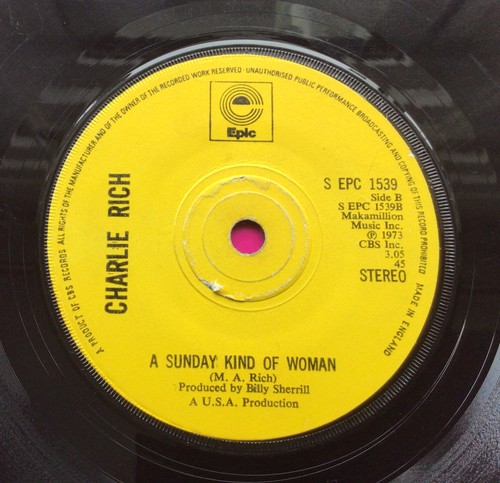 A PRODUCT OF CBS RECORDS ALL RIGHTS OF THE MANUFACTURER AND OF THE OWNER OF THE RECORDED WORK RESERVED · UNAUTHORISED PUBLIC PERFORMANCE BROADCASTING AND COPYING OF THIS RECORD PROHIBITED
MADE IN ENGLAND
Epic
CHARLIE RICH
S EPC 1539
Side B
S EPC 1539B
Makamillion
Music Inc.
℗ 1973
CBS Inc.
3.05
45
STEREO
A SUNDAY KIND OF WOMAN
(M. A. Rich)
Produced by Billy Sherrill
A U.S.A. Production